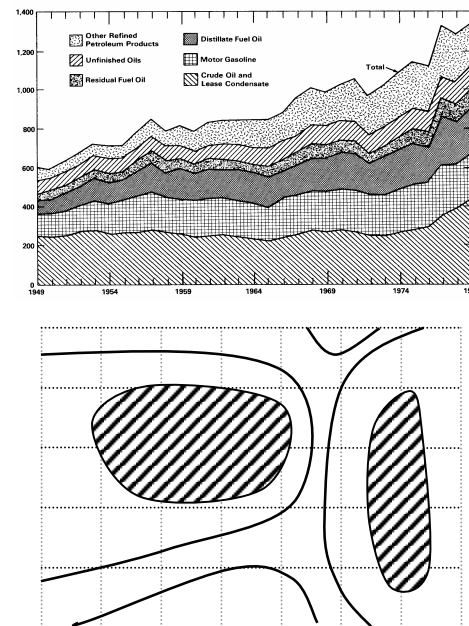 1,400
1,200
1,000
800
600
400
200
0
Other Refined
Petroleum Products
Unfinished Oils
Residual Fuel Oil
Distillate Fuel Oil
Motor Gasoline
Crude Oil and
Lease Condensate
Total
1949
1954
1959
1964
1969
1974